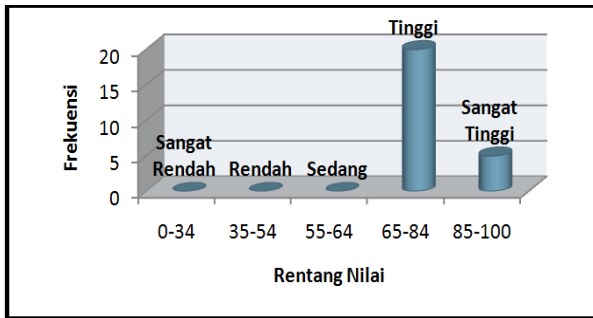 Tinggi
20
15
10
5
0
Frekuensi
Sangat
Rendah
Rendah
Sedang
Sangat
Tinggi
0-34
35-54
55-64
65-84
85-100
Rentang Nilai